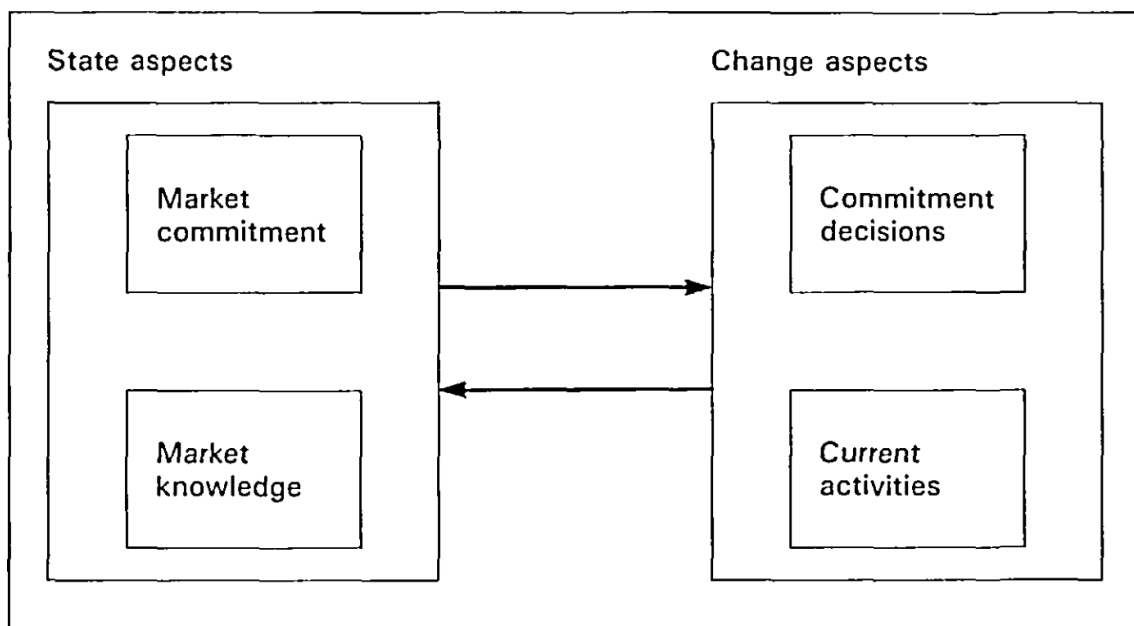 State aspects
Change aspects
Market
commitment
Commitment
decisions
Market
knowledge
Current
activities